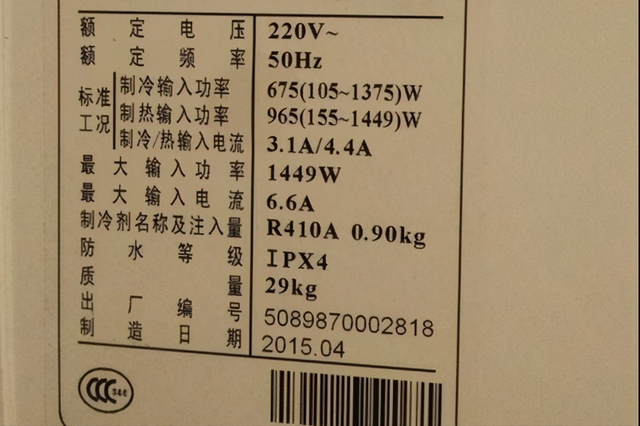 额定电压 220V~
额定频率 50Hz
标准工况 制冷输入功率 675(105~1375)W
制热输入功率 965(155~1449)W
制冷/热输入电流 3.1A/4.4A
最大输入功率 1449W
最大输入电流 6.6A
制冷剂名称及注入量 R410A 0.90kg
防水等级 IPX4
质量 29kg
出厂编号 5089870002818
制造日期 2015.04
CCC S&E